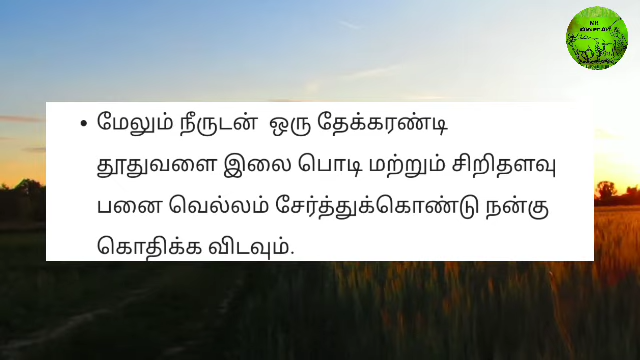 • மேலும் நீருடன் ஒரு தேக்கரண்டி
தூதுவளை இலை பொடி மற்றும் சிறிதளவு
பனை வெல்லம் சேர்த்துக்கொண்டு நன்கு
கொதிக்க விடவும்.